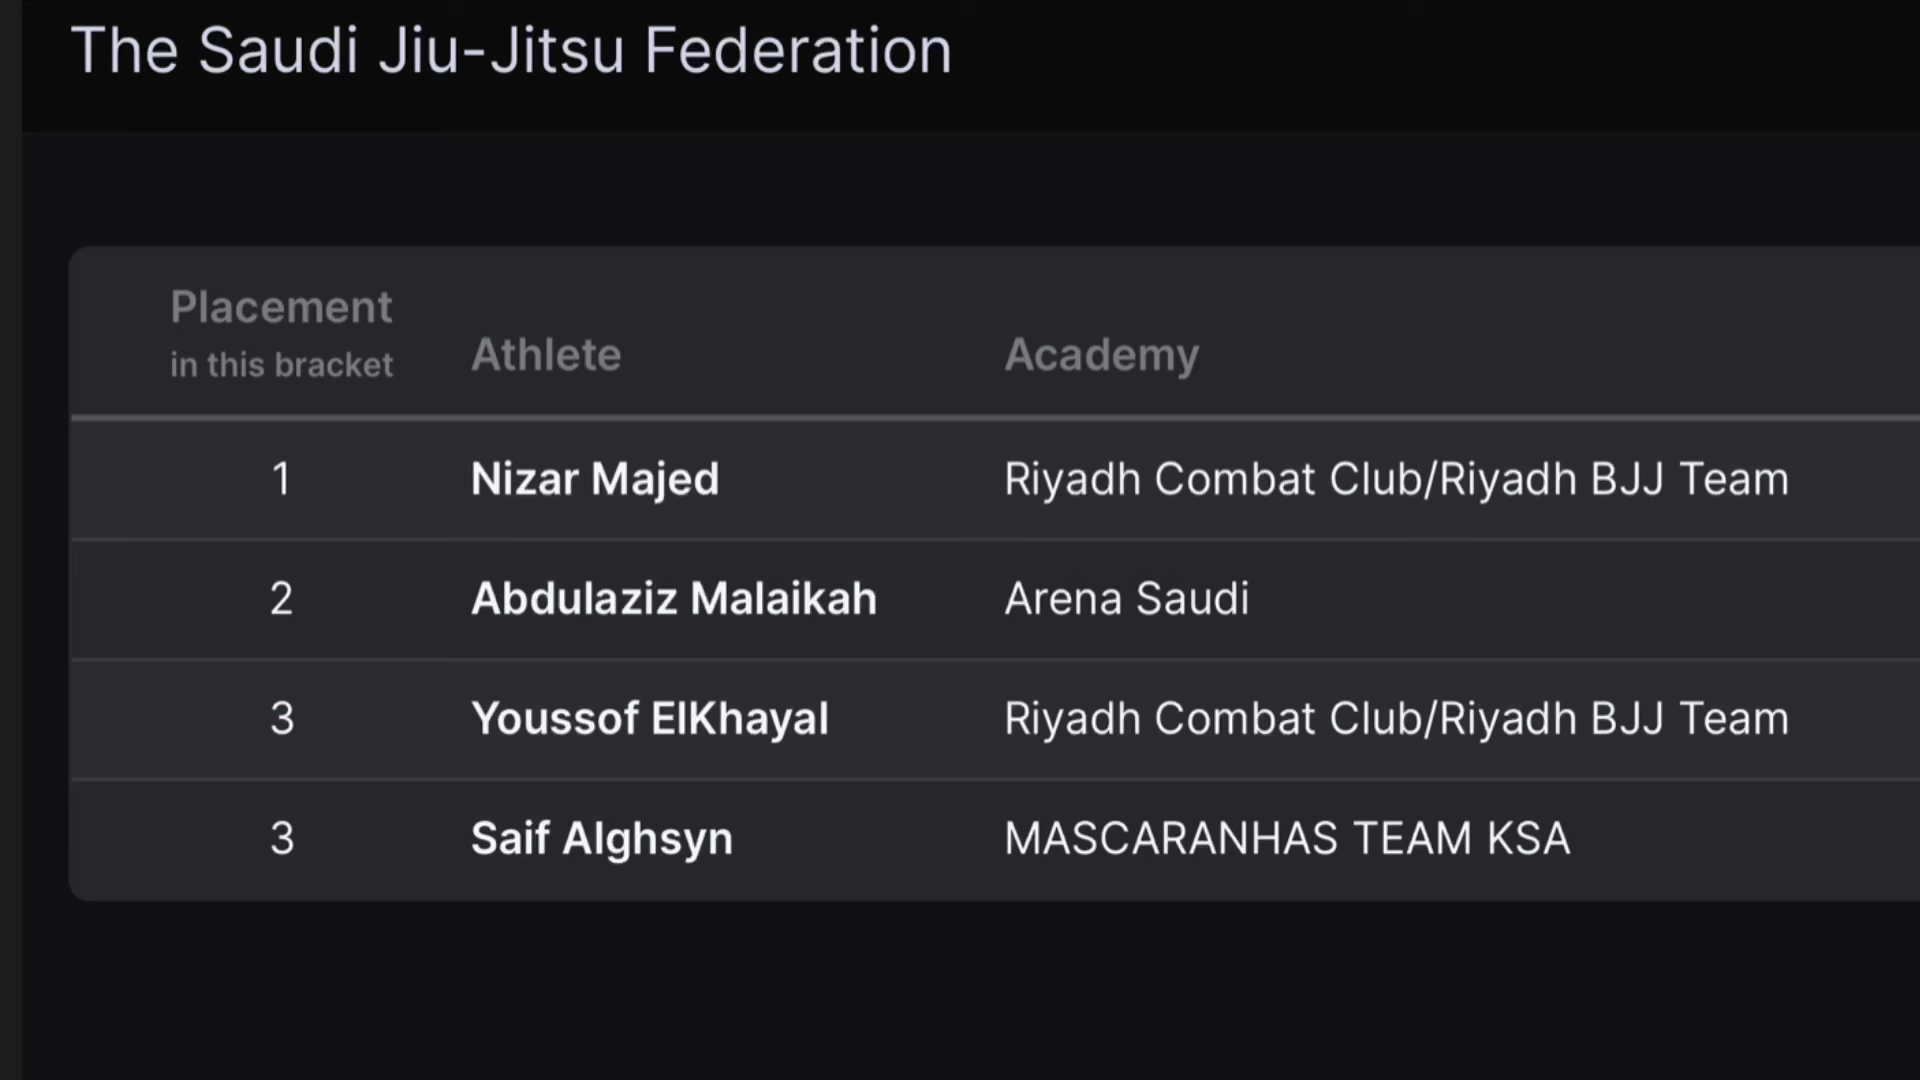 The Saudi Jiu-Jitsu Federation
Placement
in this bracket
Athlete
Academy
1 Nizar Majed Riyadh Combat Club/Riyadh BJJ Team
2 Abdulaziz Malaikah Arena Saudi
3 Youssof ElKhayal Riyadh Combat Club/Riyadh BJJ Team
3 Saif Alghsyn MASCARANHAS TEAM KSA